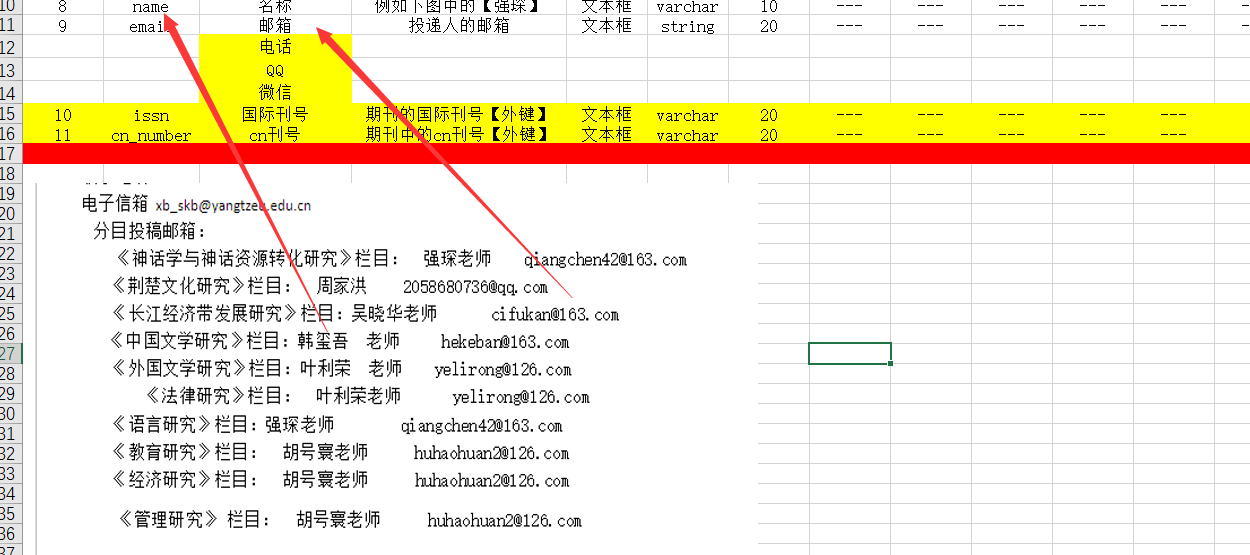 10 8 name 名称 例如下图中的【强琛】 文本框 varchar 10 --- --- --- --- ---
11 9 email 邮箱 投递人的邮箱 文本框 string 20 --- --- --- --- ---
12 电话
13 QQ
14 微信
15 10 issn 国际刊号 期刊的国际刊号【外键】 文本框 varchar 20 --- --- --- --- ---
16 11 cn_number cn刊号 期刊中的cn刊号【外键】 文本框 varchar 20 --- --- --- --- ---
17
18
19
电子信箱 xb_skb@yangtzeu.edu.cn
20
21 分目投稿邮箱：
22 《神话学与神话资源转化研究》栏目： 强琛老师 qiangchen42@163.com
23
24 《荆楚文化研究》栏目： 周家洪 2058680736@qq.com
25 《长江经济带发展研究》栏目：吴晓华老师 cifukan@163.com
26 《中国文学研究》栏目：韩玺吾 老师 hekeban@163.com
27
28 《外国文学研究》栏目：叶利荣 老师 yelirong@126.com
29 《法律研究》栏目： 叶利荣老师 yelirong@126.com
30
31 《语言研究》栏目：强琛老师 qiangchen42@163.com
32 《教育研究》栏目： 胡号寰老师 huhaohuan2@126.com
33 《经济研究》栏目： 胡号寰老师 huhaohuan2@126.com
34
35 《管理研究》 栏目： 胡号寰老师 huhaohuan2@126.com
36
37